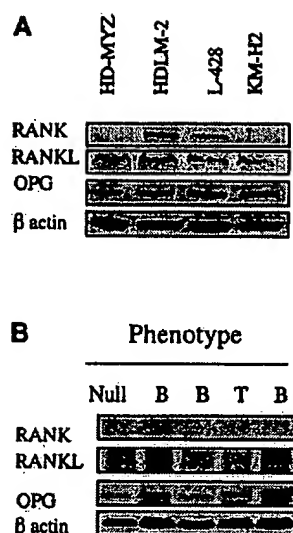 A
HD-MYZ HDLM-2 L-428 KM-H2
RANK
RANKL
OPG
β actin
B Phenotype
Null B B T B
RANK
RANKL
OPG
β actin